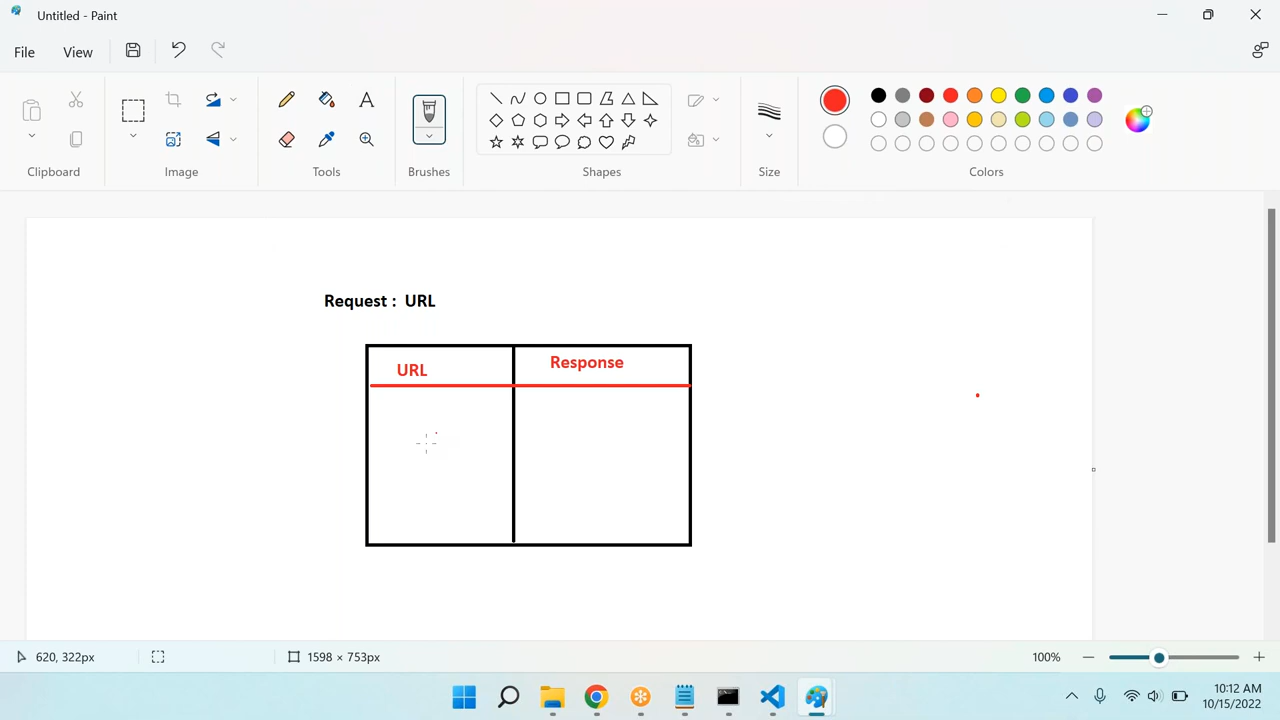 Untitled - Paint
File View
Clipboard Image Tools Brushes Shapes Size Colors
Request : URL
URL Response
620, 322px 1598 × 753px 100%
10:12 AM
10/15/2022